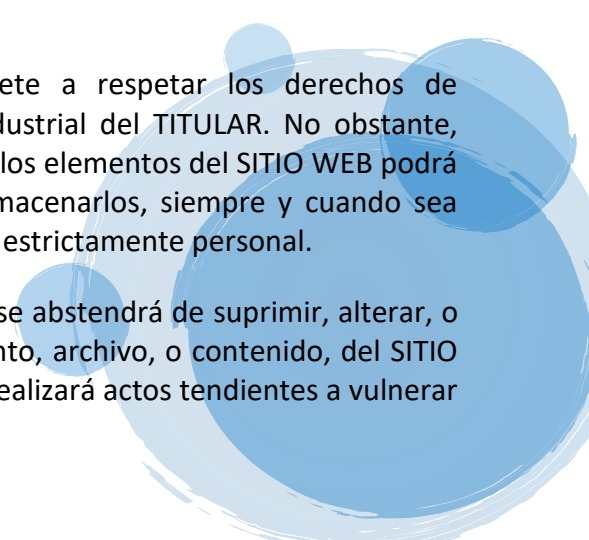 ete a respetar los derechos de
dustrial del TITULAR. No obstante,
los elementos del SITIO WEB podrá
macenarlos, siempre y cuando sea
estrictamente personal.
se abstendrá de suprimir, alterar, o
nto, archivo, o contenido, del SITIO
ealizará actos tendientes a vulnerar